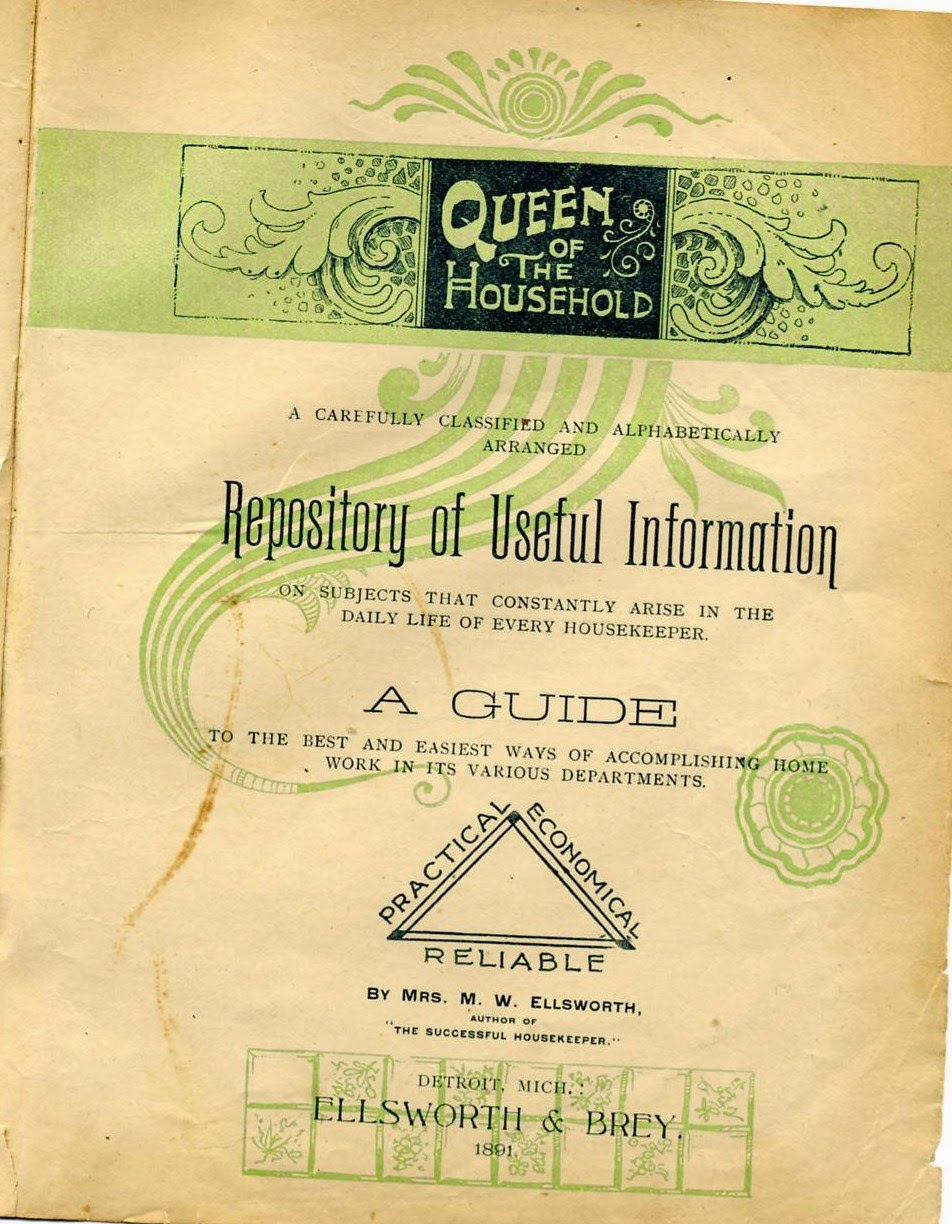 QUEEN
OF
THE
HOUSEHOLD
A CAREFULLY CLASSIFIED AND ALPHABETICALLY
ARRANGED
Repository of Useful Information
ON SUBJECTS THAT CONSTANTLY ARISE IN THE
DAILY LIFE OF EVERY HOUSEKEEPER.
A GUIDE
TO THE BEST AND EASIEST WAYS OF ACCOMPLISHING HOME
WORK IN ITS VARIOUS DEPARTMENTS.
PRACTICAL
ECONOMICAL
RELIABLE
BY MRS. M. W. ELLSWORTH,
AUTHOR OF
"THE SUCCESSFUL HOUSEKEEPER."
DETROIT, MICH.:
ELLSWORTH & BREY.
1891.